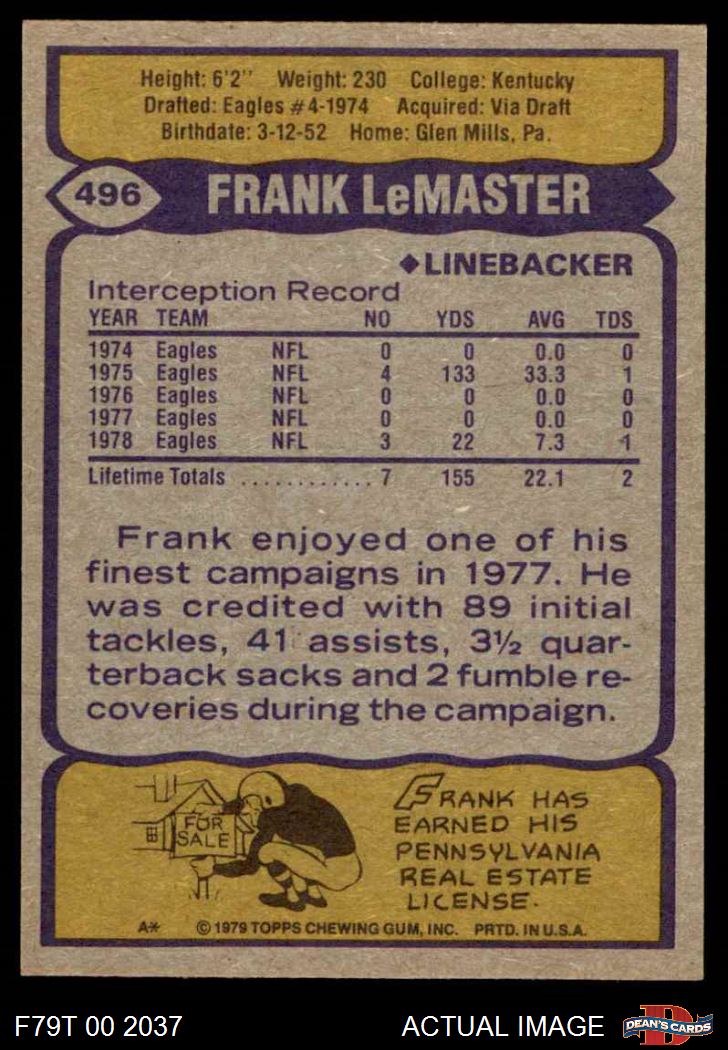 Height: 6'2" Weight: 230 College: Kentucky
Drafted: Eagles #4-1974 Acquired: Via Draft
Birthdate: 3-12-52 Home: Glen Mills, Pa.
496 FRANK LeMASTER
◆LINEBACKER
Interception Record
YEAR TEAM NO YDS AVG TDS
1974 Eagles NFL 0 0 0.0 0
1975 Eagles NFL 4 133 33.3 1
1976 Eagles NFL 0 0 0.0 0
1977 Eagles NFL 0 0 0.0 0
1978 Eagles NFL 3 22 7.3 1
Lifetime Totals ............ 7 155 22.1 2
Frank enjoyed one of his
finest campaigns in 1977. He
was credited with 89 initial
tackles, 41 assists, 3½ quar-
terback sacks and 2 fumble re-
coveries during the campaign.
FOR
SALE
FRANK HAS
EARNED HIS
PENNSYLVANIA
REAL ESTATE
LICENSE.
A* © 1979 TOPPS CHEWING GUM, INC. PRTD. IN U.S.A.
F79T 00 2037 ACTUAL IMAGE D DEAN'S CARDS